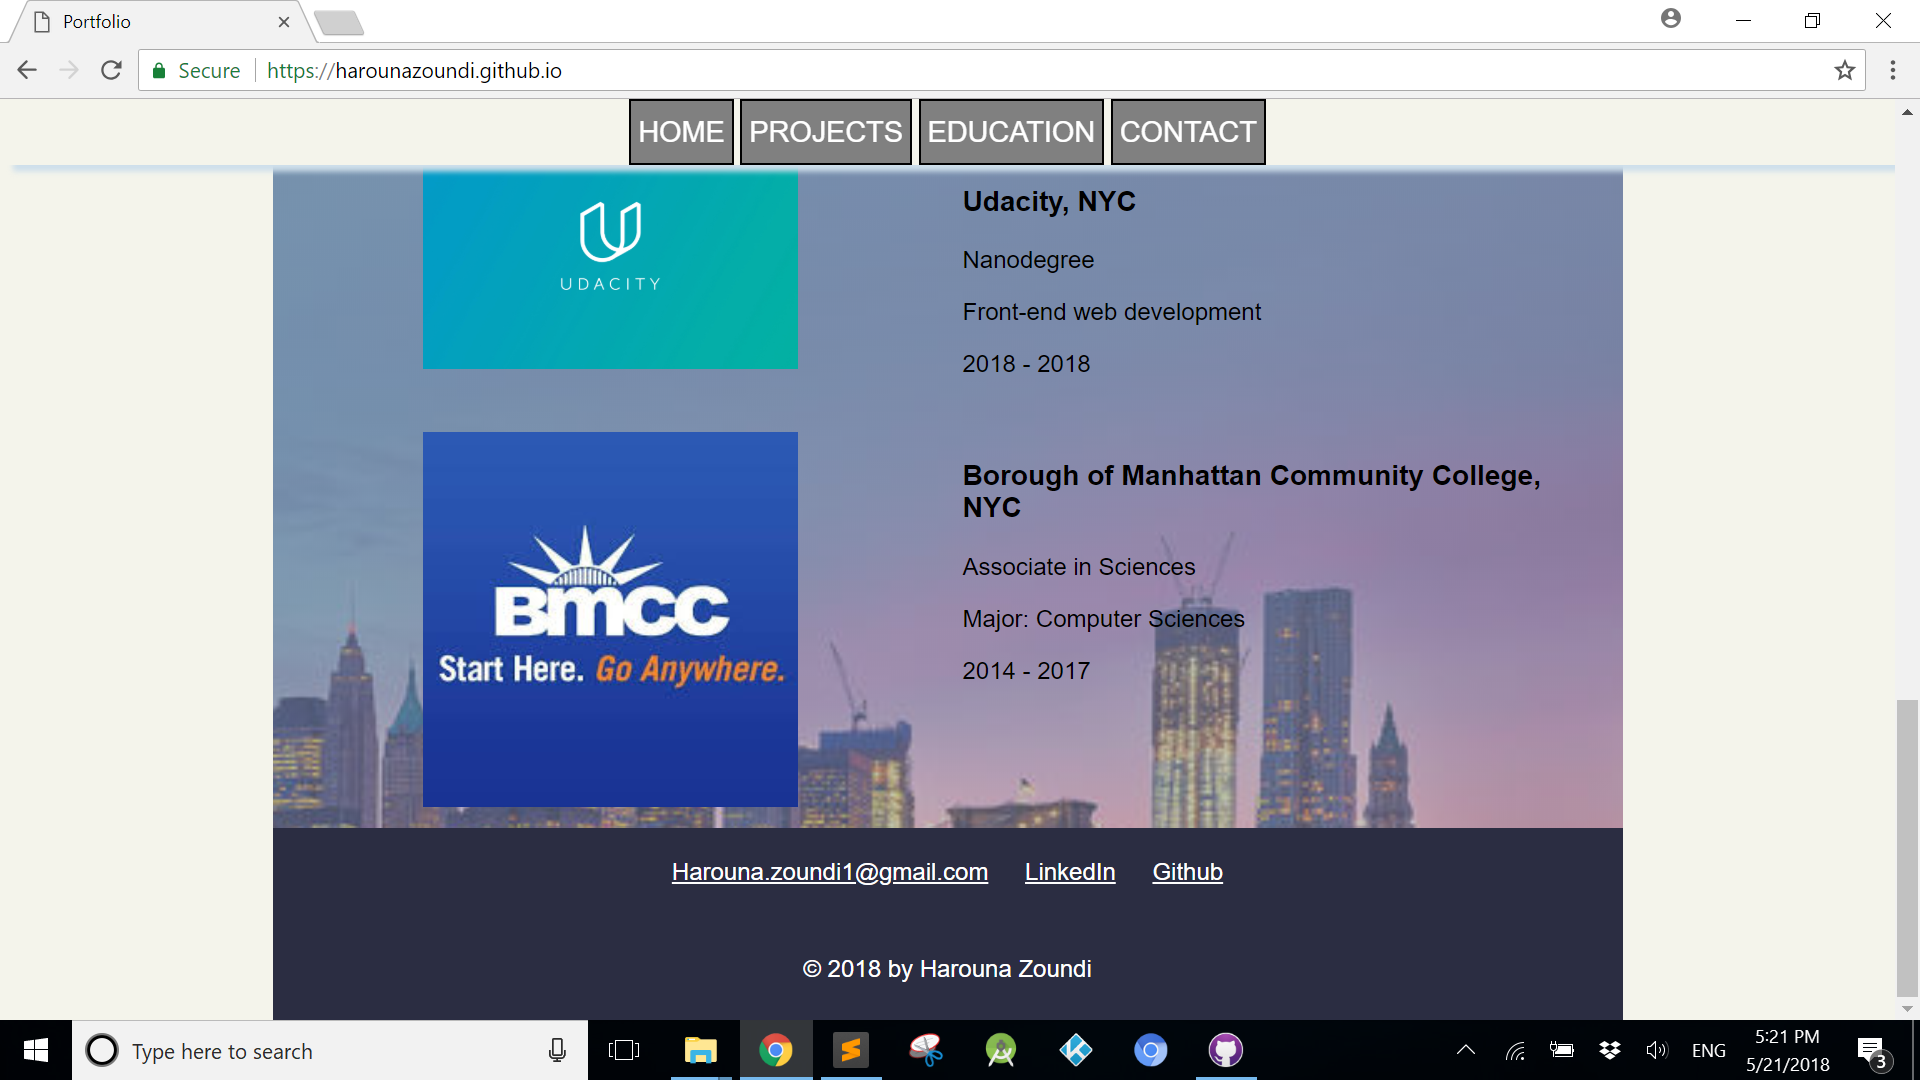 Portfolio
Secure https://harounazoundi.github.io
HOME PROJECTS EDUCATION CONTACT
UDACITY
Udacity, NYC
Nanodegree
Front-end web development
2018 - 2018
BMCC
Start Here. Go Anywhere.
Borough of Manhattan Community College,
NYC
Associate in Sciences
Major: Computer Sciences
2014 - 2017
Harouna.zoundi1@gmail.com LinkedIn Github
© 2018 by Harouna Zoundi
Type here to search
ENG
5:21 PM
5/21/2018
3